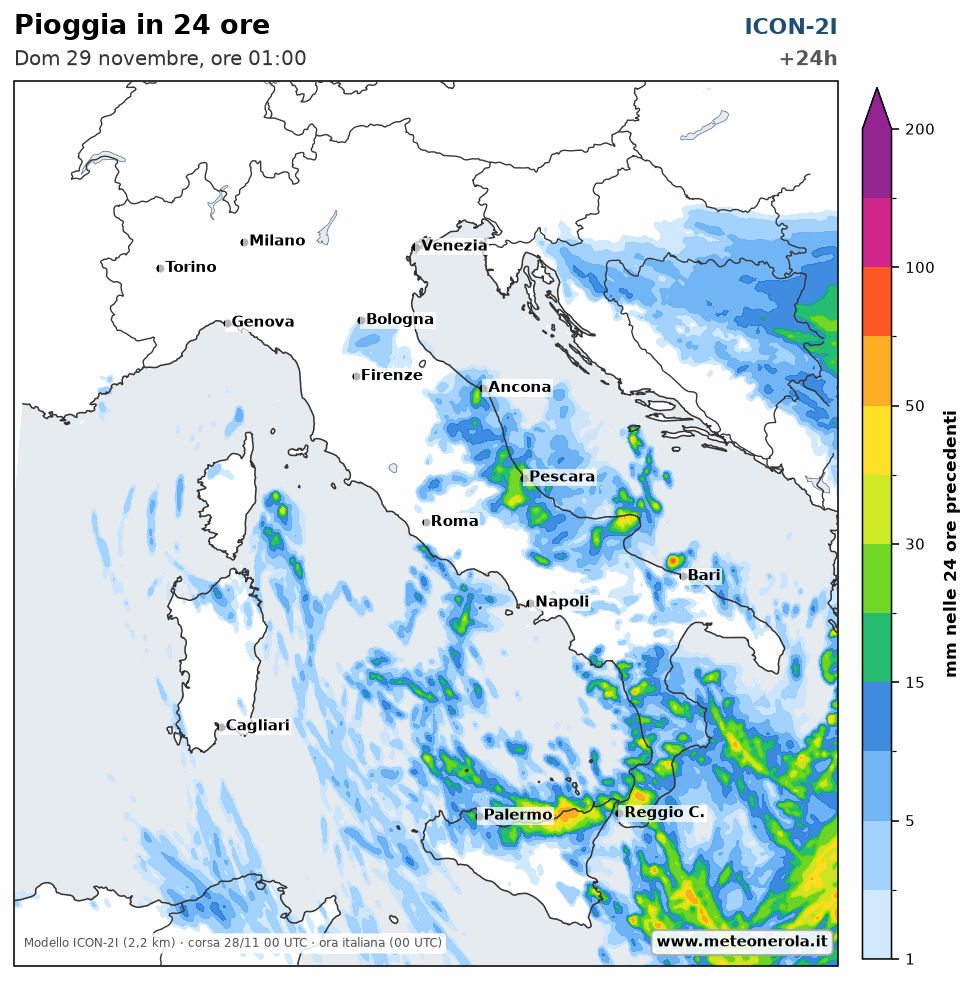 Pioggia in 24 ore
ICON-2I
Dom 29 novembre, ore 01:00
+24h
200
Milano
Venezia
Torino
100
Bologna
Genova
Firenze
Ancona
50
Pescara
Roma
30
Bari
Napoli
mm nelle 24 ore precedenti
15
Cagliari
Palermo
Reggio C.
5
Modello ICON-2I (2,2 km) · corsa 28/11 00 UTC · ora italiana (00 UTC)
www.meteonerola.it
1